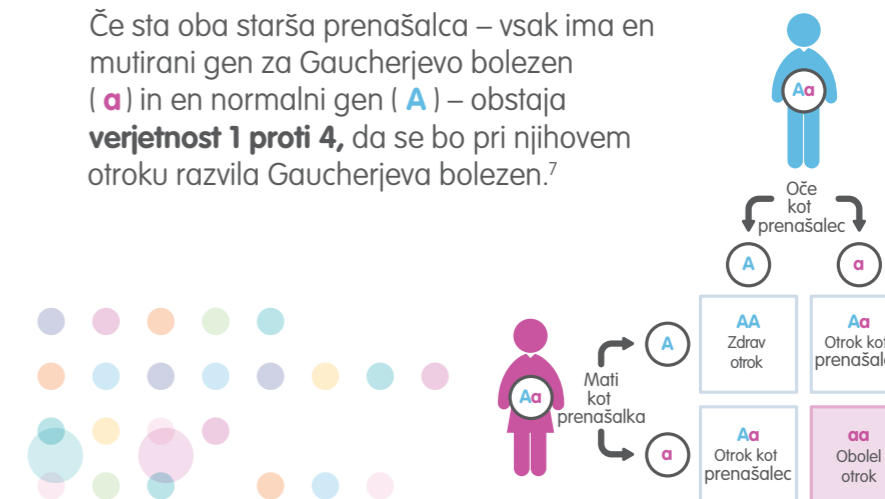 Če sta oba starša prenašalca – vsak ima en
mutirani gen za Gaucherjevo bolezen
( a ) in en normalni gen ( A ) – obstaja
verjetnost 1 proti 4, da se bo pri njihovem
otroku razvila Gaucherjeva bolezen.7
Aa
Oče
kot
prenašalec
A
a
Aa
Mati
kot
prenašalka
A
AA
Zdrav
otrok
Aa
Otrok
a
Aa
Otrok kot
prenašalec
aa
Obolel
otrok